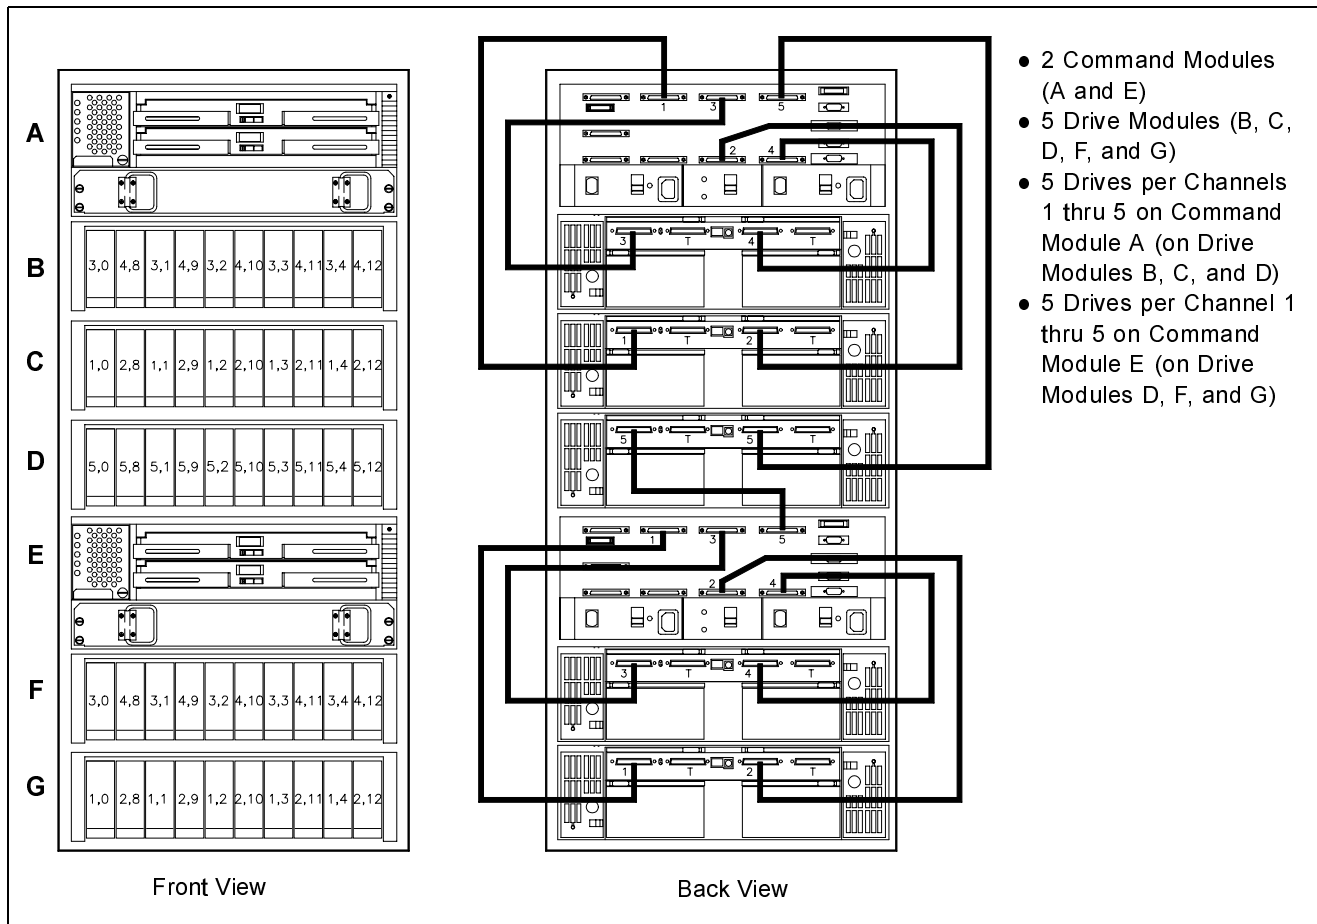 A
B
3,0 4,8 3,1 4,9 3,2 4,10 3,3 4,11 3,4 4,12
C
1,0 2,8 1,1 2,9 1,2 2,10 1,3 2,11 1,4 2,12
D
5,0 5,8 5,1 5,9 5,2 5,10 5,3 5,11 5,4 5,12
E
F
3,0 4,8 3,1 4,9 3,2 4,10 3,3 4,11 3,4 4,12
G
1,0 2,8 1,1 2,9 1,2 2,10 1,3 2,11 1,4 2,12
Front View
1 3 5
2 4
3 T 4 T
1 T 2 T
5 T 5 T
1 3 5
2 4
3 T 4 T
1 T 2 T
Back View
● 2 Command Modules
(A and E)
● 5 Drive Modules (B, C,
D, F, and G)
● 5 Drives per Channels
1 thru 5 on Command
Module A (on Drive
Modules B, C, and D)
● 5 Drives per Channel 1
thru 5 on Command
Module E (on Drive
Modules D, F, and G)